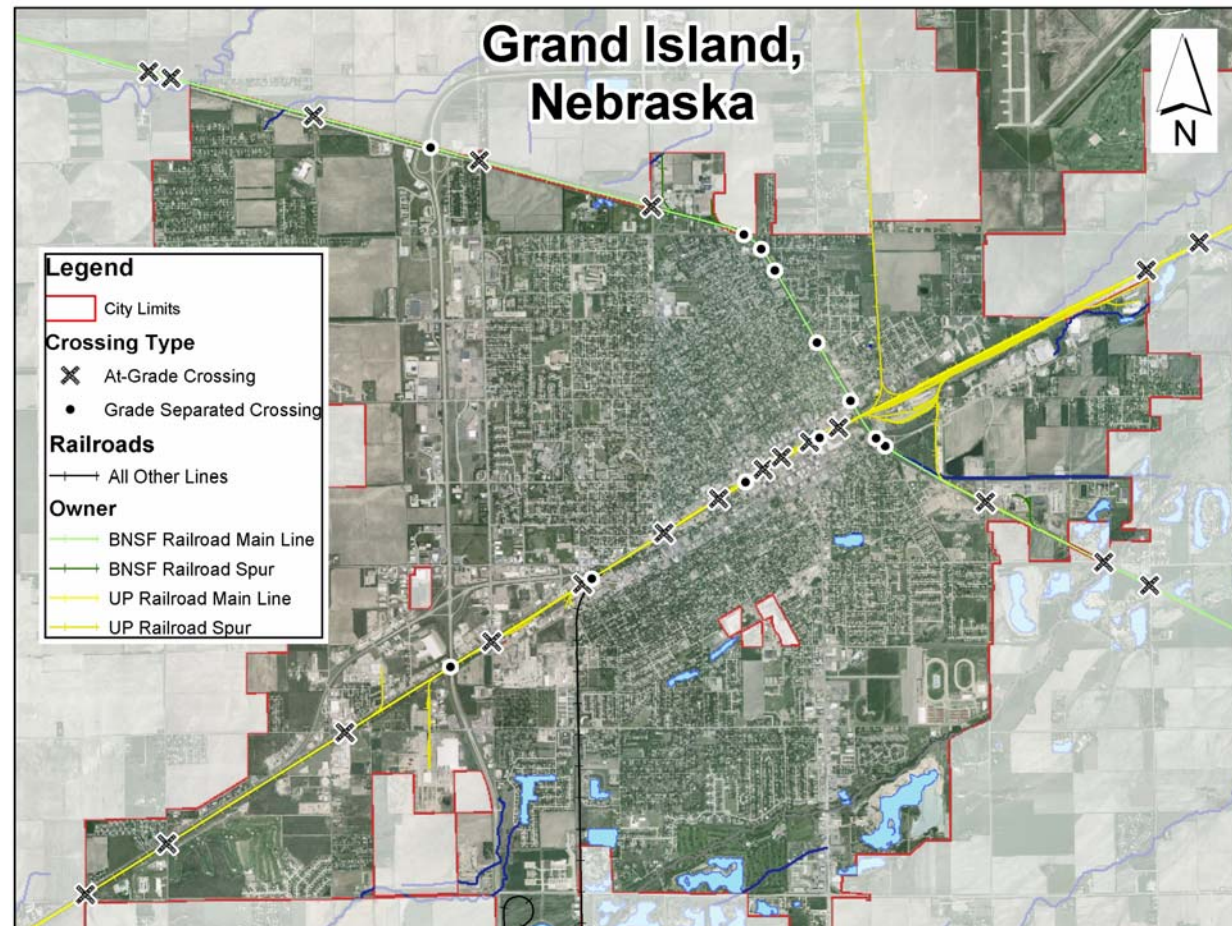 Grand Island,
Nebraska
N
Legend
City Limits
Crossing Type
At-Grade Crossing
Grade Separated Crossing
Railroads
All Other Lines
Owner
BNSF Railroad Main Line
BNSF Railroad Spur
UP Railroad Main Line
UP Railroad Spur